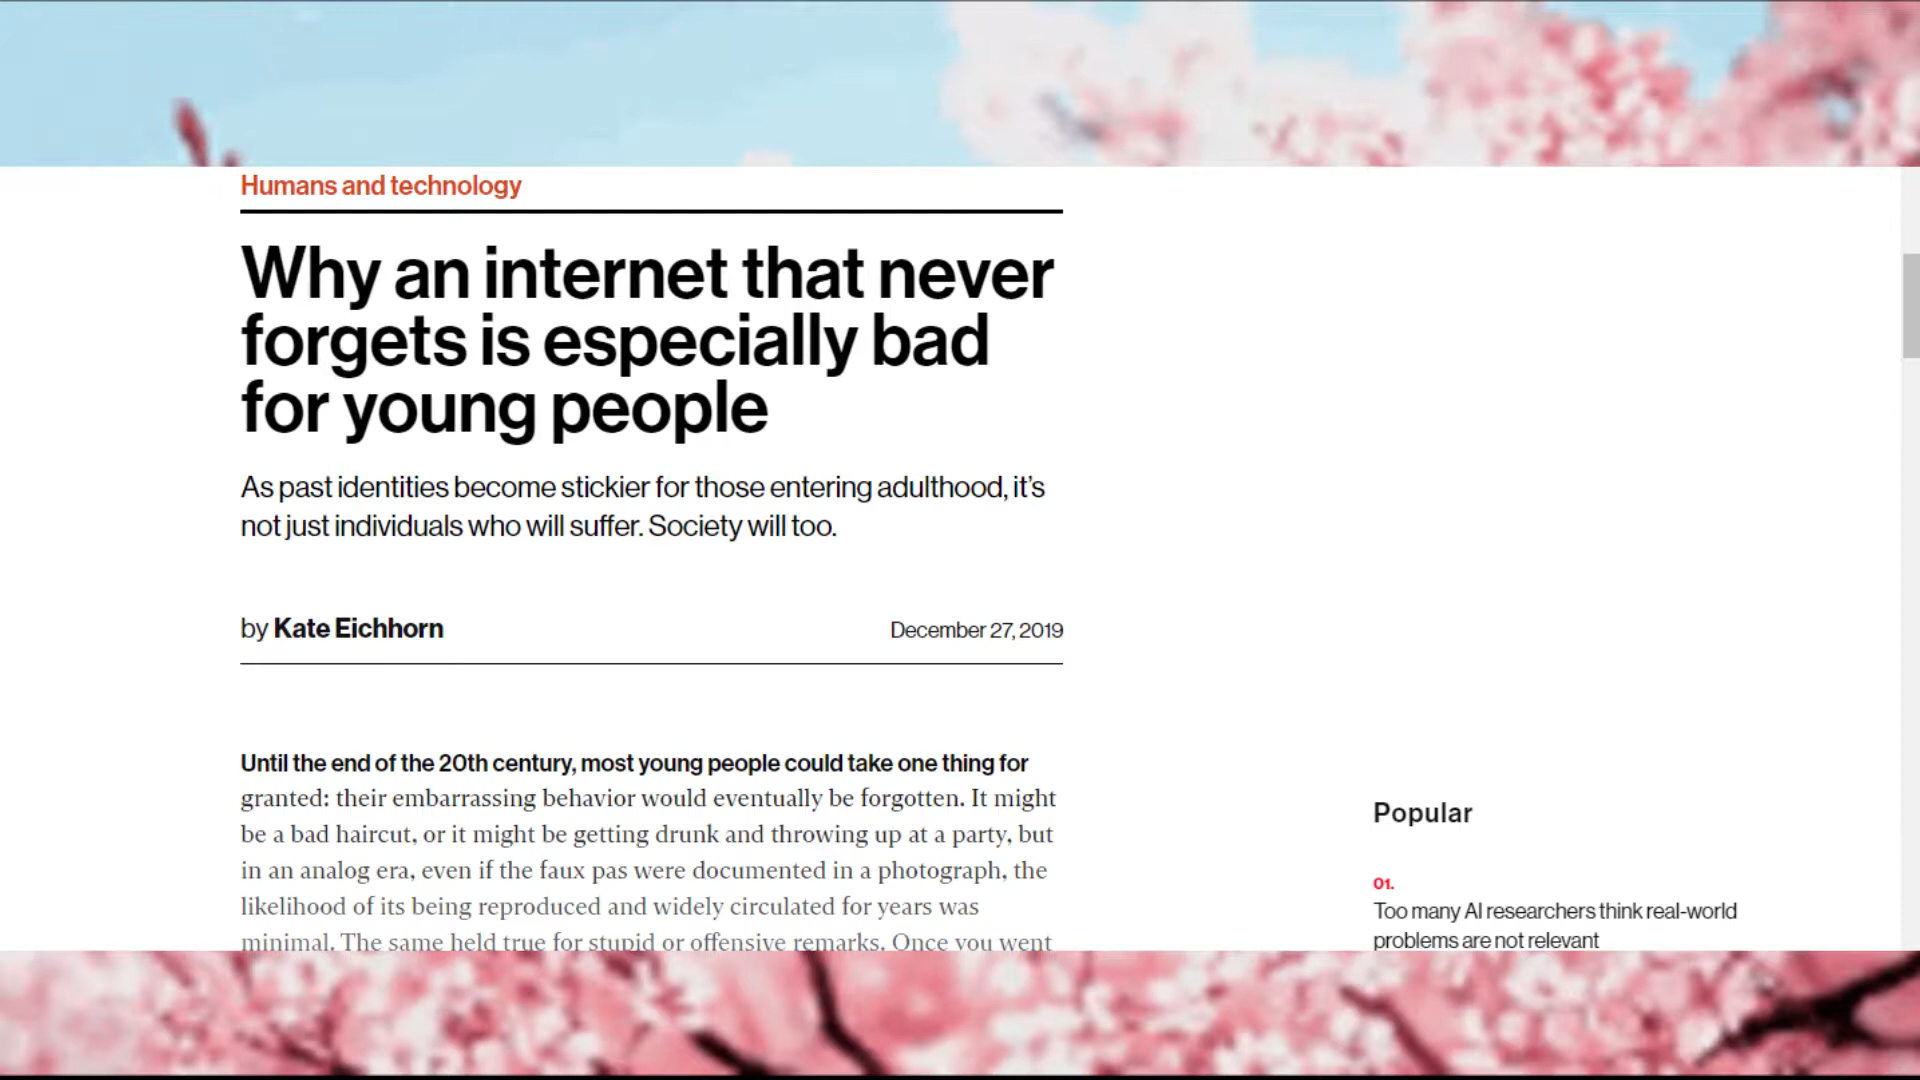 Humans and technology
Why an internet that never
forgets is especially bad
for young people
As past identities become stickier for those entering adulthood, it's
not just individuals who will suffer. Society will too.
by Kate Eichhorn
December 27, 2019
Until the end of the 20th century, most young people could take one thing for
granted: their embarrassing behavior would eventually be forgotten. It might
be a bad haircut, or it might be getting drunk and throwing up at a party, but
in an analog era, even if the faux pas were documented in a photograph, the
likelihood of its being reproduced and widely circulated for years was
minimal. The same held true for stupid or offensive remarks. Once you went
Popular
01.
Too many AI researchers think real-world
problems are not relevant